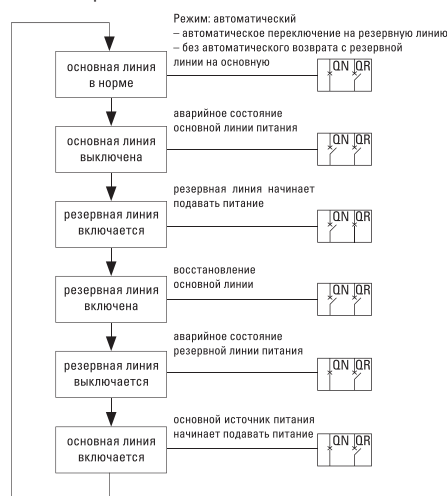 Режим: автоматический
– автоматическое переключение на резервную линию
– без автоматического возврата с резервной
линии на основную
основная линия
в норме
QN QR
аварийное состояние
основной линии питания
основная линия
выключена
QN QR
резервная линия начинает
подавать питание
резервная линия
включается
QN QR
восстановление
основной линии
резервная линия
включена
QN QR
аварийное состояние
резервной линии питания
резервная линия
выключается
QN QR
основной источник питания
начинает подавать питание
основная линия
включается
QN QR